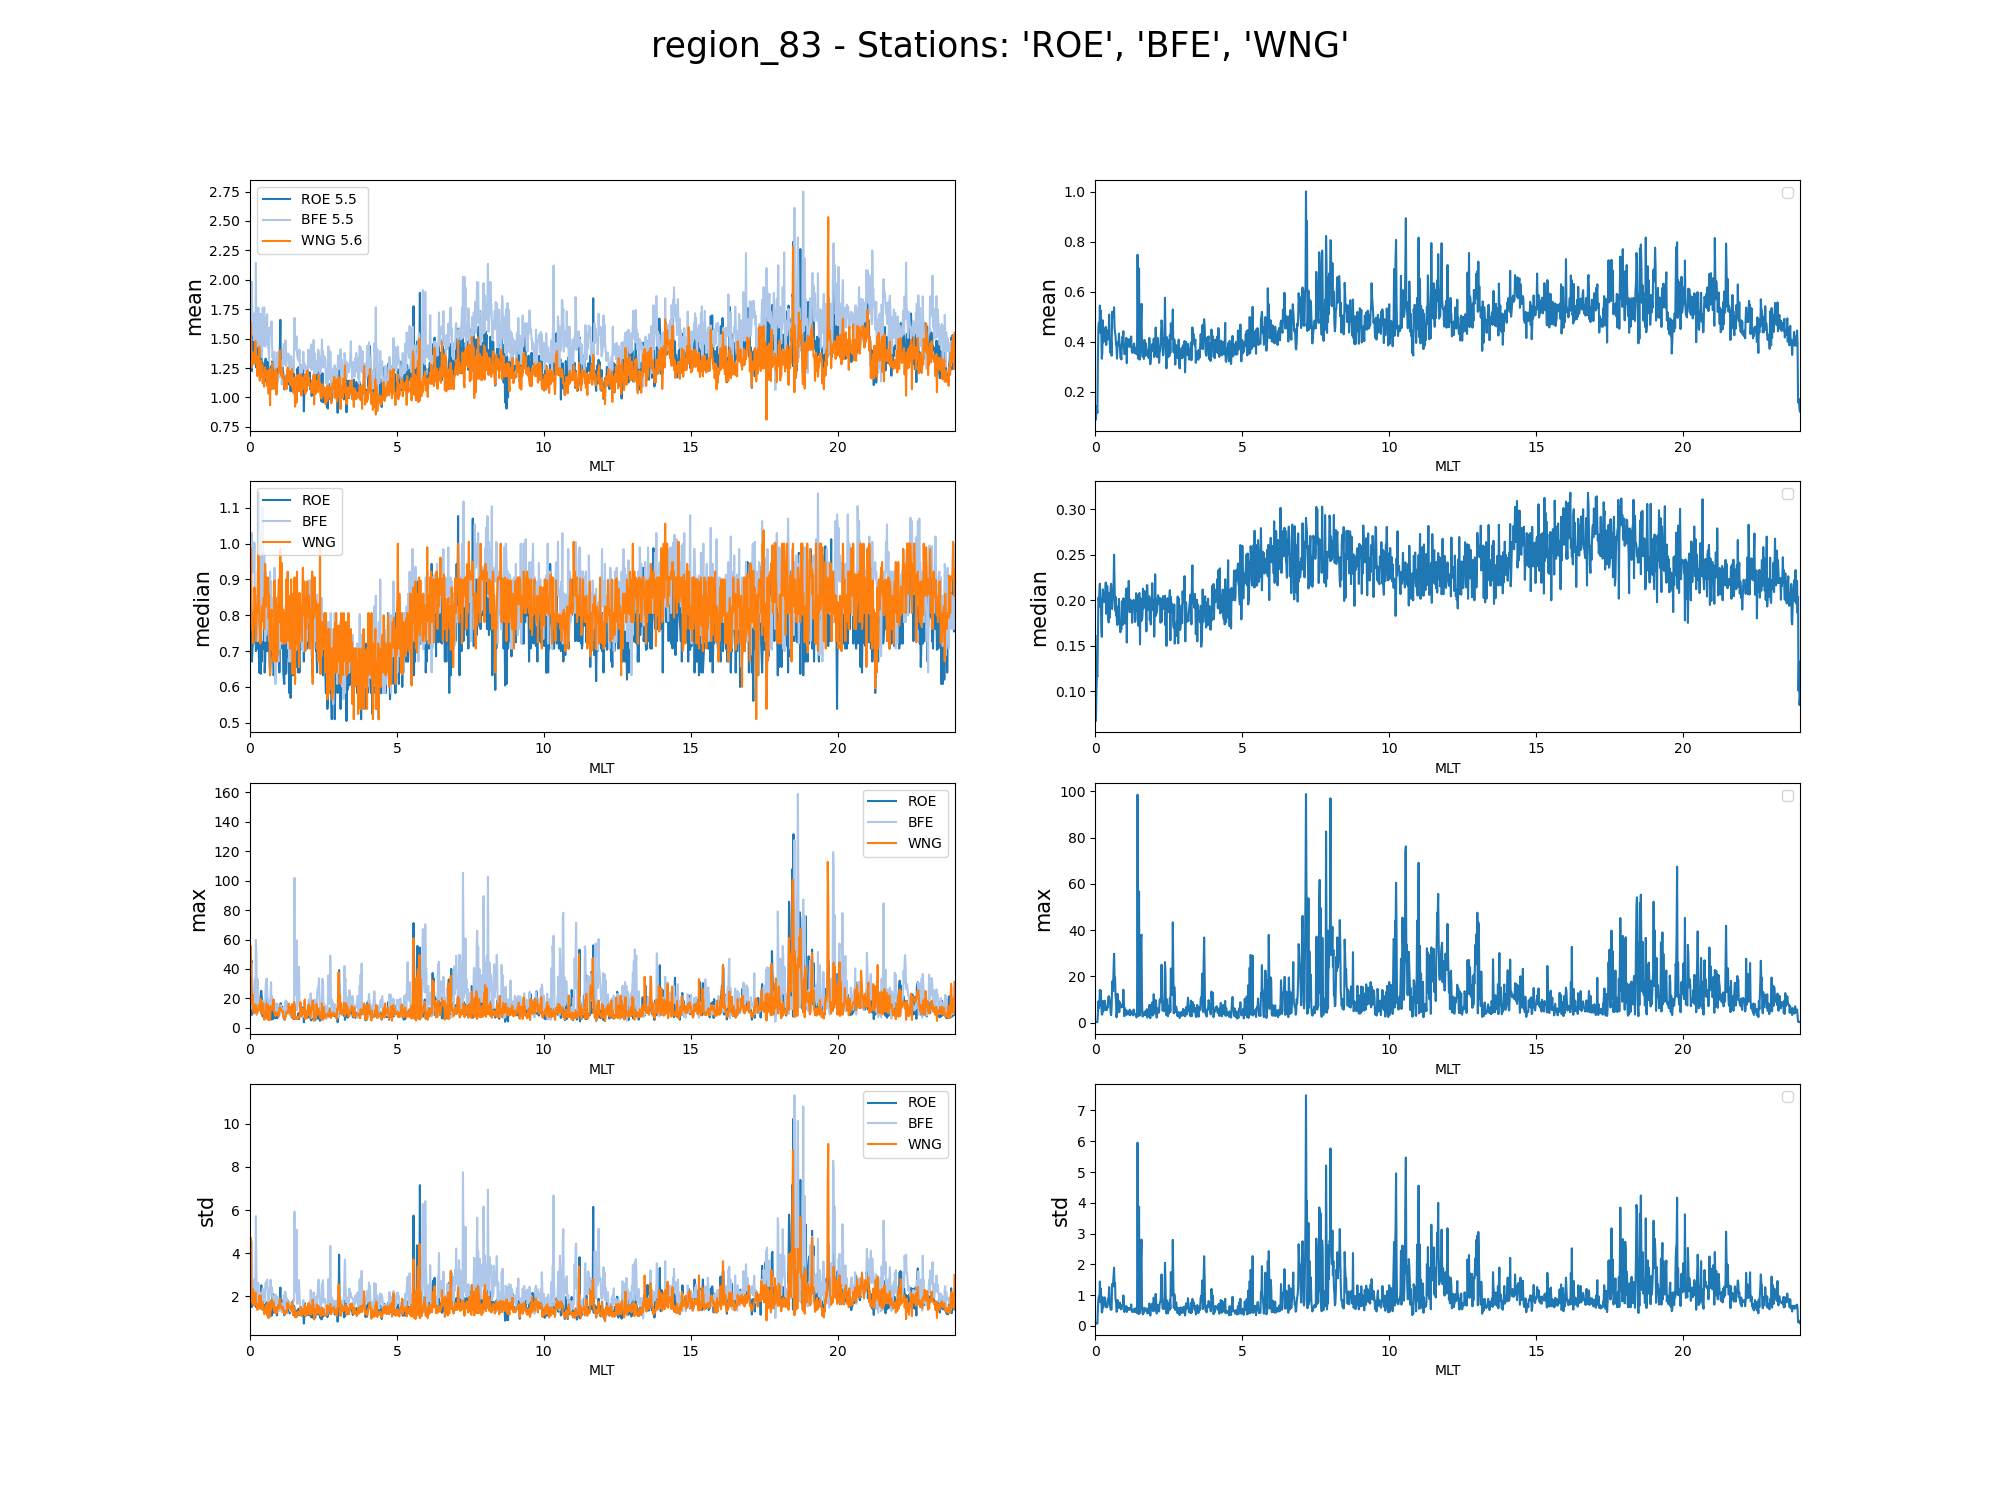 region_83 - Stations: 'ROE', 'BFE', 'WNG'
mean
2.75
2.50
2.25
2.00
1.75
1.50
1.25
1.00
0.75
ROE 5.5
BFE 5.5
WNG 5.6
0 5 10 15 20
MLT
mean
1.0
0.8
0.6
0.4
0.2
0 5 10 15 20
MLT
median
1.1
1.0
0.9
0.8
0.7
0.6
0.5
ROE
BFE
WNG
0 5 10 15 20
MLT
median
0.30
0.25
0.20
0.15
0.10
0 5 10 15 20
MLT
max
160
140
120
100
80
60
40
20
0
ROE
BFE
WNG
0 5 10 15 20
MLT
max
100
80
60
40
20
0
0 5 10 15 20
MLT
std
10
8
6
4
2
ROE
BFE
WNG
0 5 10 15 20
MLT
std
7
6
5
4
3
2
1
0
0 5 10 15 20
MLT